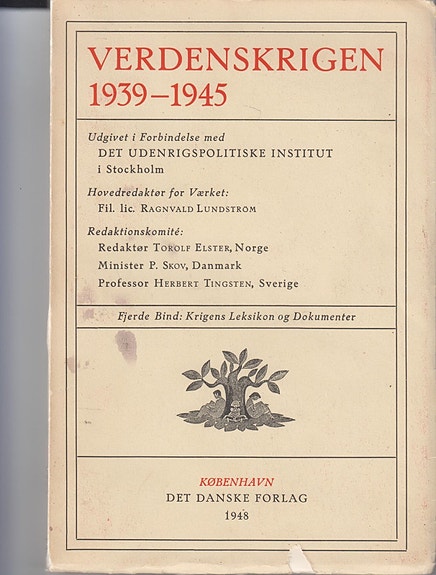 VERDENSKRIGEN
1939–1945
Udgivet i Forbindelse med
DET UDENRIGSPOLITISKE INSTITUT
i Stockholm
Hovedredaktør for Værket:
Fil. lic. RAGNVALD LUNDSTRÖM
Redaktionskomité:
Redaktør TOROLF ELSTER, Norge
Minister P. SKOV, Danmark
Professor HERBERT TINGSTEN, Sverige
Fjerde Bind: Krigens Leksikon og Dokumenter
KØBENHAVN
DET DANSKE FORLAG
1948